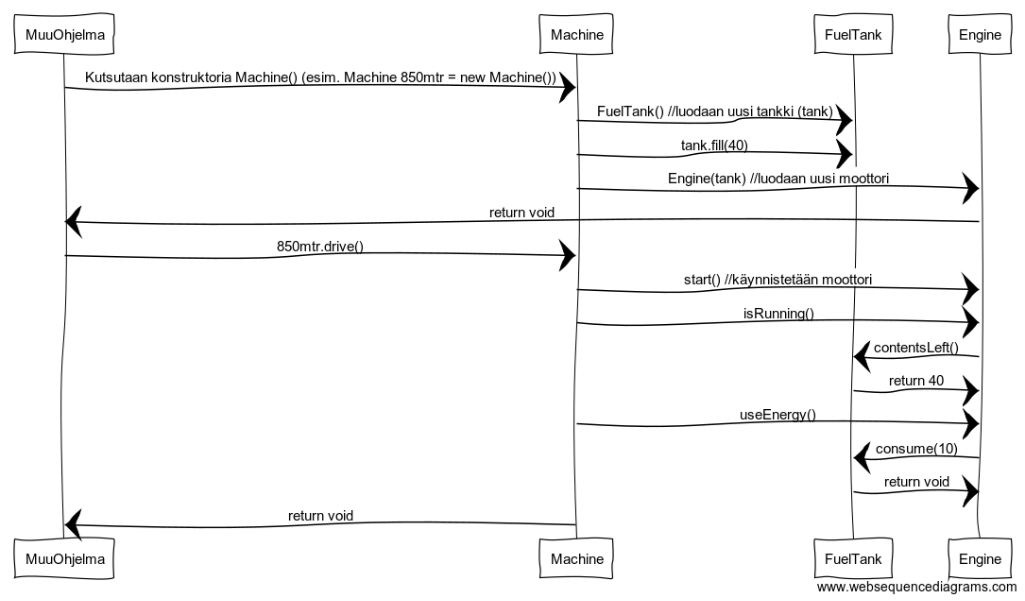 MuuOhjelma
Machine
FuelTank
Engine
Kutsutaan konstruktoria Machine() (esim. Machine 850mtr = new Machine())
FuelTank() //luodaan uusi tankki (tank)
tank.fill(40)
Engine(tank) //luodaan uusi moottori
return void
850mtr.drive()
start() //käynnistetään moottori
isRunning()
contentsLeft()
return 40
useEnergy()
consume(10)
return void
return void
MuuOhjelma
Machine
FuelTank
Engine
www.websequencediagrams.com